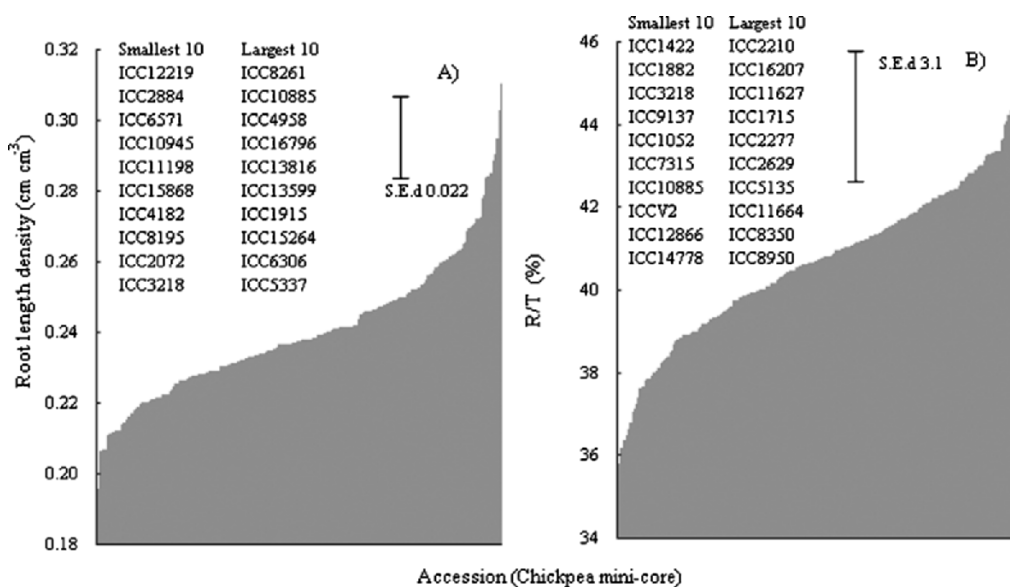 Root length density (cm cm⁻³)
0.32
0.30
0.28
0.26
0.24
0.22
0.20
0.18
Smallest 10 Largest 10
ICC12219 ICC8261
ICC2884 ICC10885
ICC6571 ICC4958
ICC10945 ICC16796
ICC11198 ICC13816
ICC15868 ICC13599
ICC4182 ICC1915
ICC8195 ICC15264
ICC2072 ICC6306
ICC3218 ICC5337
A)
S.E.d 0.022
R/T (%)
46
44
42
40
38
36
34
Smallest 10 Largest 10
ICC1422 ICC2210
ICC1882 ICC16207
ICC3218 ICC11627
ICC9137 ICC1715
ICC1052 ICC2277
ICC7315 ICC2629
ICC10885 ICC5135
ICCV2 ICC11664
ICC12866 ICC8350
ICC14778 ICC8950
S.E.d 3.1
B)
Accession (Chickpea mini-core)